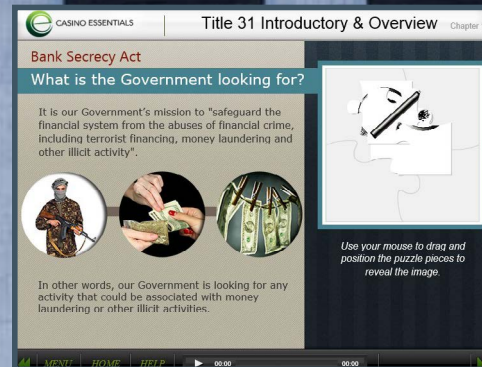 CASINO ESSENTIALS
Title 31 Introductory & Overview
Chapter
Bank Secrecy Act
What is the Government looking for?
It is our Government's mission to "safeguard the
financial system from the abuses of financial crime,
including terrorist financing, money laundering and
other illicit activity".
In other words, our Government is looking for any
activity that could be associated with money
laundering or other illicit activities.
Use your mouse to drag and
position the puzzle pieces to
reveal the image.
MENU
HOME
HELP
00:00
00:00